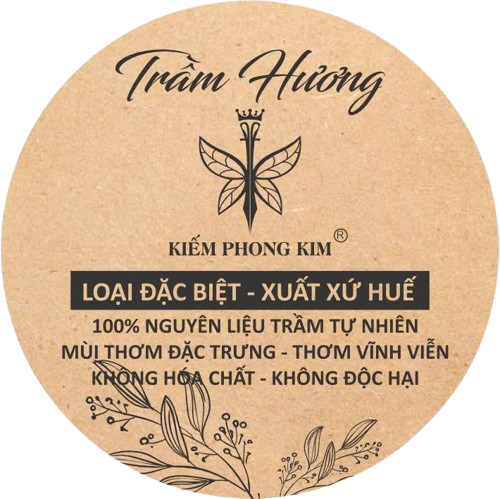 Trầm Hương
KIẾM PHONG KIM ®
LOẠI ĐẶC BIỆT - XUẤT XỨ HUẾ
100% NGUYÊN LIỆU TRẦM TỰ NHIÊN
MÙI THƠM ĐẶC TRƯNG - THƠM VĨNH VIỄN
KHÔNG HÓA CHẤT - KHÔNG ĐỘC HẠI